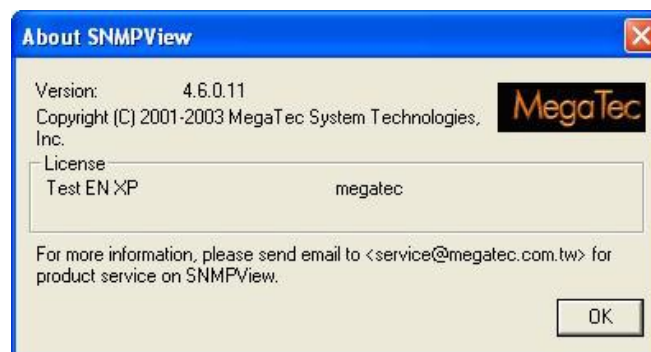 About SNMPView
Version: 4.6.0.11
Copyright (C) 2001-2003 MegaTec System Technologies,
Inc.
MegaTec
License
Test EN XP megatec
For more information, please send email to <service@megatec.com.tw> for
product service on SNMPView.
OK